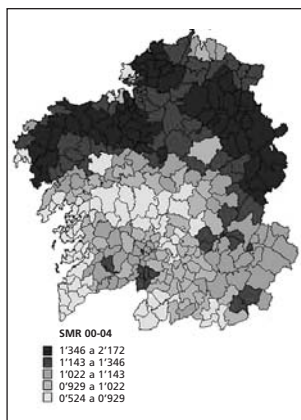 SMR 00-04
1'346 a 2'172
1'143 a 1'346
1'022 a 1'143
0'929 a 1'022
0'524 a 0'929